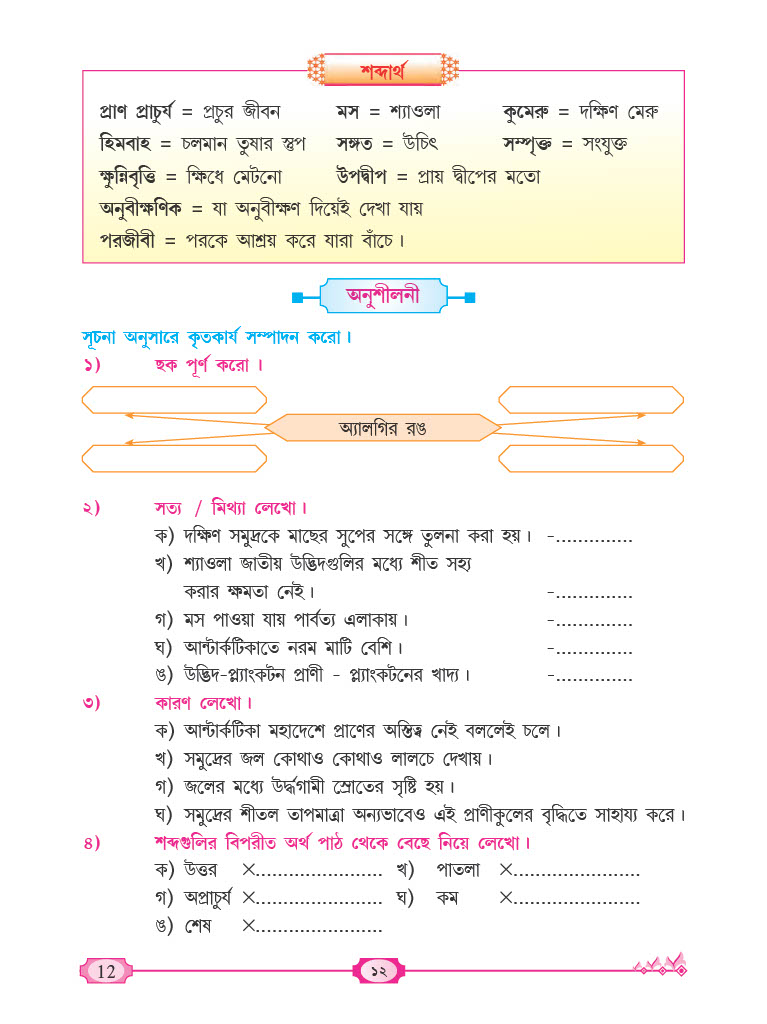 শব্দার্থ
প্রাণ প্রাচুর্য = প্রচুর জীবন মস = শ্যাওলা কুমেরু = দক্ষিণ মেরু
হিমবাহ = চলমান তুষার স্তুপ সঙ্গত = উচিৎ সম্পৃক্ত = সংযুক্ত
ক্ষুন্নিবৃত্তি = ক্ষিধে মেটনো উপদ্বীপ = প্রায় দ্বীপের মতো
অনুবীক্ষণিক = যা অনুবীক্ষণ দিয়েই দেখা যায়
পরজীবী = পরকে আশ্রয় করে যারা বাঁচে।
অনুশীলনী
সূচনা অনুসারে কৃতকার্য সম্পাদন করো।
১) ছক পূর্ণ করো ।
অ্যালগির রঙ
২) সত্য / মিথ্যা লেখো।
ক) দক্ষিণ সমুদ্রকে মাছের সুপের সঙ্গে তুলনা করা হয়। -..............
খ) শ্যাওলা জাতীয় উদ্ভিদগুলির মধ্যে শীত সহ্য
করার ক্ষমতা নেই। -..............
গ) মস পাওয়া যায় পার্বত্য এলাকায়। -..............
ঘ) আন্টার্কটিকাতে নরম মাটি বেশি। -..............
ঙ) উদ্ভিদ-প্ল্যাংকটন প্রাণী - প্ল্যাংকটনের খাদ্য। -..............
৩) কারণ লেখো।
ক) আন্টার্কটিকা মহাদেশে প্রাণের অস্তিত্ব নেই বললেই চলে।
খ) সমুদ্রের জল কোথাও কোথাও লালচে দেখায়।
গ) জলের মধ্যে উর্দ্ধগামী স্রোতের সৃষ্টি হয়।
ঘ) সমুদ্রের শীতল তাপমাত্রা অন্যভাবেও এই প্রাণীকুলের বৃদ্ধিতে সাহায্য করে।
৪) শব্দগুলির বিপরীত অর্থ পাঠ থেকে বেছে নিয়ে লেখো।
ক) উত্তর ×....................... খ) পাতলা ×.......................
গ) অপ্রাচুর্য ×....................... ঘ) কম ×.......................
ঙ) শেষ ×.......................
12 ১২